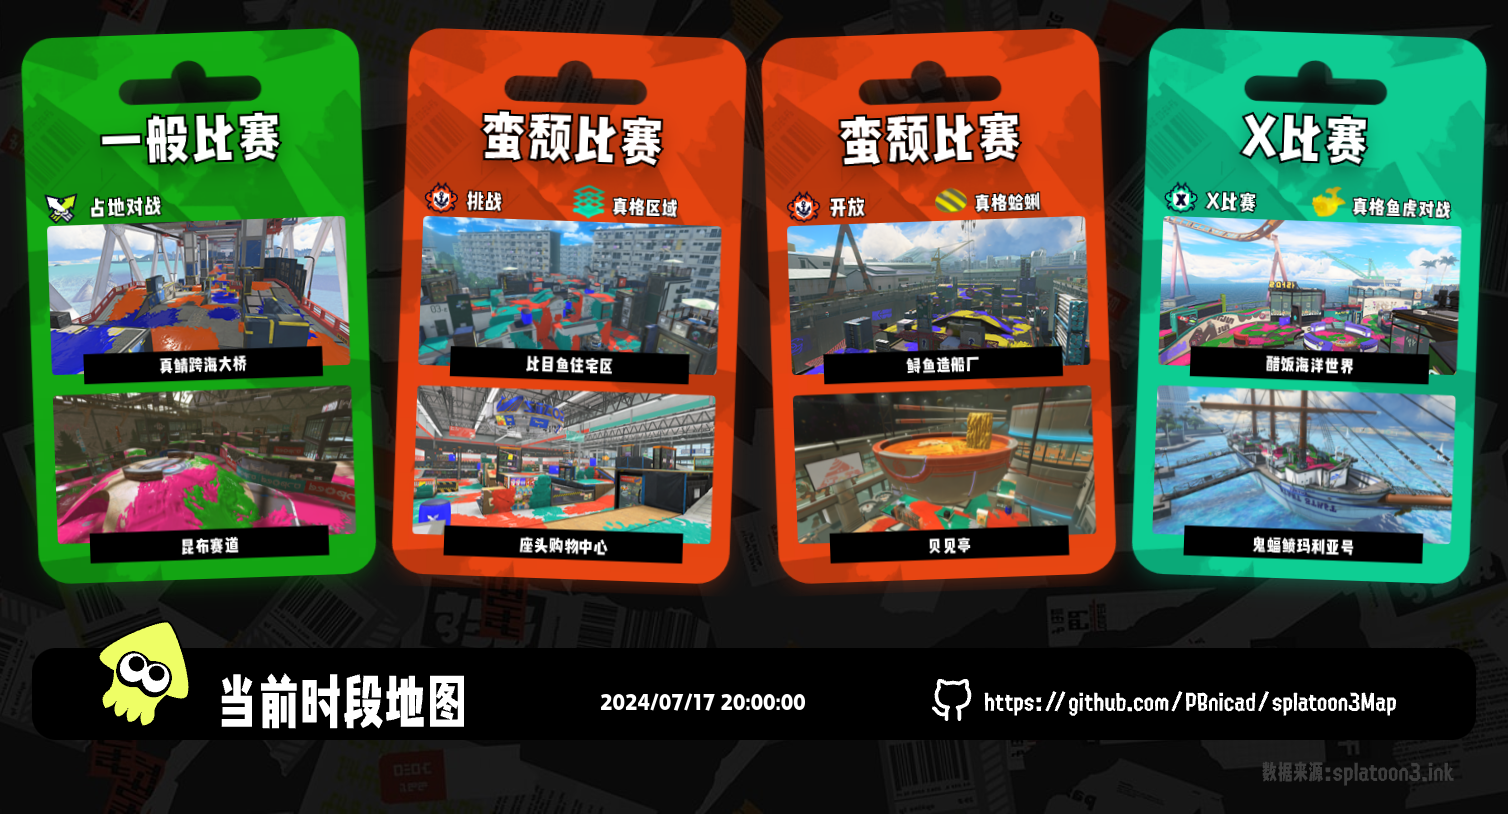 一般比赛
占地对战
真鲭跨海大桥
昆布赛道
蛮颓比赛
挑战
真格区域
比目鱼住宅区
座头购物中心
蛮颓比赛
开放
真格蛤蜊
鲟鱼造船厂
贝贝亭
X比赛
X比赛
真格鱼虎对战
醋饭海洋世界
鬼蝠鲼玛利亚号
当前时段地图
2024/07/17 20:00:00
https://github.com/PBnicad/splatoon3Map
数据来源:splatoon3.ink